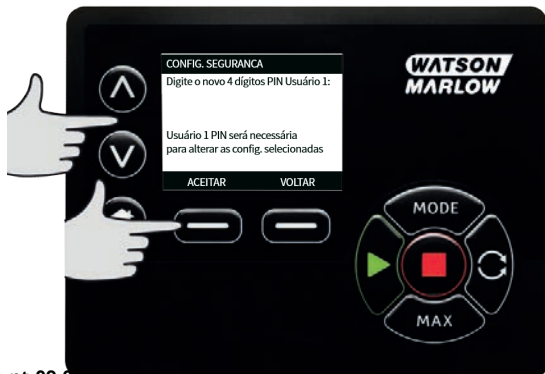 CONFIG. SEGURANCA
Digite o novo 4 dígitos PIN Usuário 1:
Usuário 1 PIN será necessária
para alterar as config. selecionadas
ACEITAR VOLTAR
WATSON
MARLOW
MODE
MAX